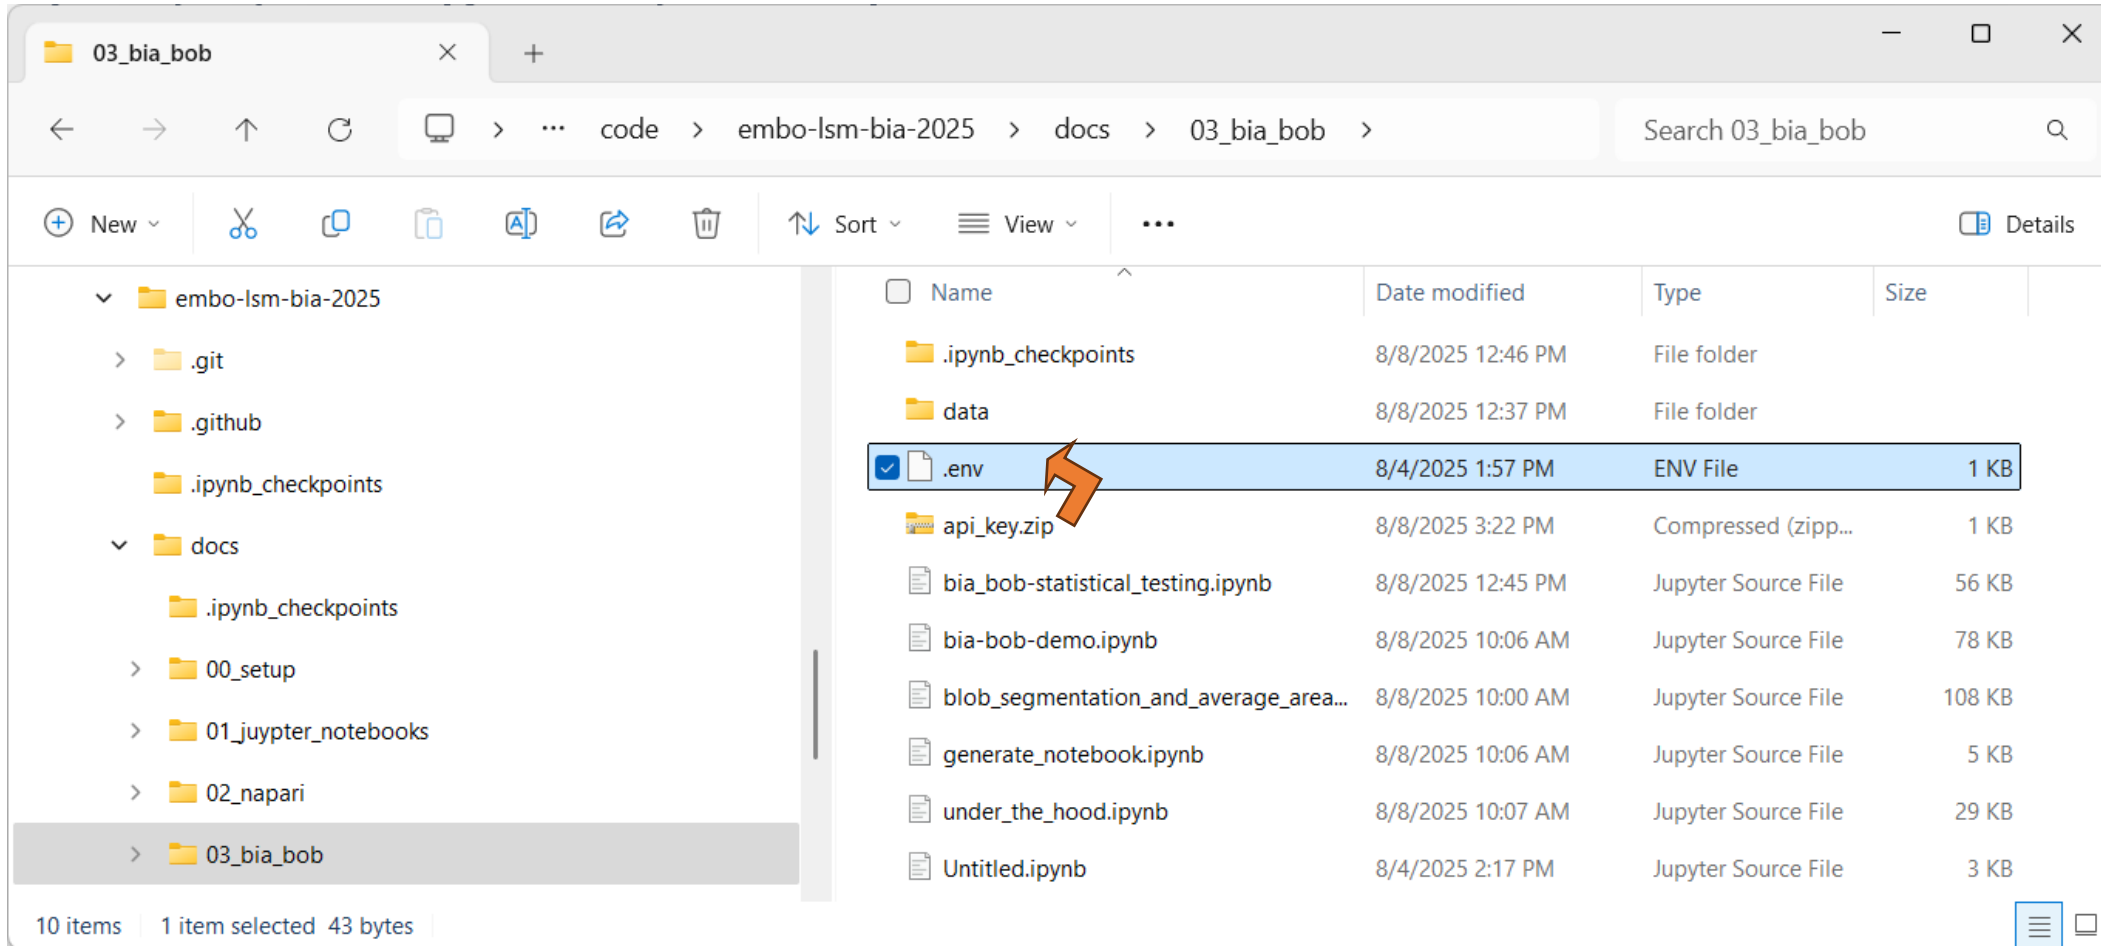 03_bia_bob
code embo-lsm-bia-2025 docs 03_bia_bob Search 03_bia_bob
New Sort View Details
embo-lsm-bia-2025
.git
.github
.ipynb_checkpoints
docs
.ipynb_checkpoints
00_setup
01_juypter_notebooks
02_napari
03_bia_bob
Name Date modified Type Size
.ipynb_checkpoints 8/8/2025 12:46 PM File folder
data 8/8/2025 12:37 PM File folder
.env 8/4/2025 1:57 PM ENV File 1 KB
api_key.zip 8/8/2025 3:22 PM Compressed (zipp... 1 KB
bia_bob-statistical_testing.ipynb 8/8/2025 12:45 PM Jupyter Source File 56 KB
bia-bob-demo.ipynb 8/8/2025 10:06 AM Jupyter Source File 78 KB
blob_segmentation_and_average_area... 8/8/2025 10:00 AM Jupyter Source File 108 KB
generate_notebook.ipynb 8/8/2025 10:06 AM Jupyter Source File 5 KB
under_the_hood.ipynb 8/8/2025 10:07 AM Jupyter Source File 29 KB
Untitled.ipynb 8/4/2025 2:17 PM Jupyter Source File 3 KB
10 items 1 item selected 43 bytes